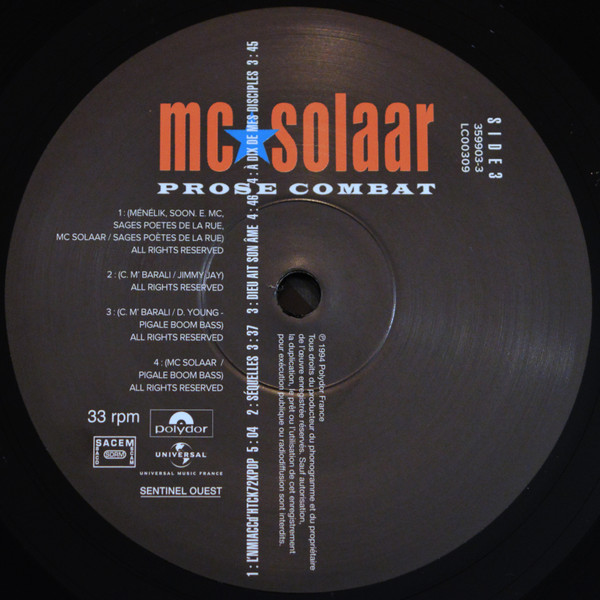 mc★solaar
PROSE COMBAT
SIDE 3
359903-3
LC00309
1 : L'NMIACCd'HTCK72KPDP 5 : 04 2 : SÉQUELLES 3 : 37 3 : DIEU AIT SON ÂME 4 : 46 4 : À DIX DE MES DISCIPLES 3 : 45
1 : (MÉNÉLIK, SOON. E. MC,
SAGES POETES DE LA RUE,
MC SOLAAR / SAGES POÈTES DE LA RUE)
ALL RIGHTS RESERVED
2 : (C. M' BARALI / JIMMY JAY)
ALL RIGHTS RESERVED
3 : (C. M' BARALI / D. YOUNG -
PIGALE BOOM BASS)
ALL RIGHTS RESERVED
4 : (MC SOLAAR /
PIGALE BOOM BASS)
ALL RIGHTS RESERVED
33 rpm
polydor
SACEM
SDRM
UNIVERSAL
UNIVERSAL MUSIC FRANCE
SENTINEL OUEST
℗ 1994 Polydor France
Tous droits du producteur du phonogramme et du propriétaire
de l'œuvre enregistrée réservés. Sauf autorisation,
la duplication, le prêt ou l'utilisation de cet enregistrement
pour exécution publique ou radiodiffusion sont interdits.